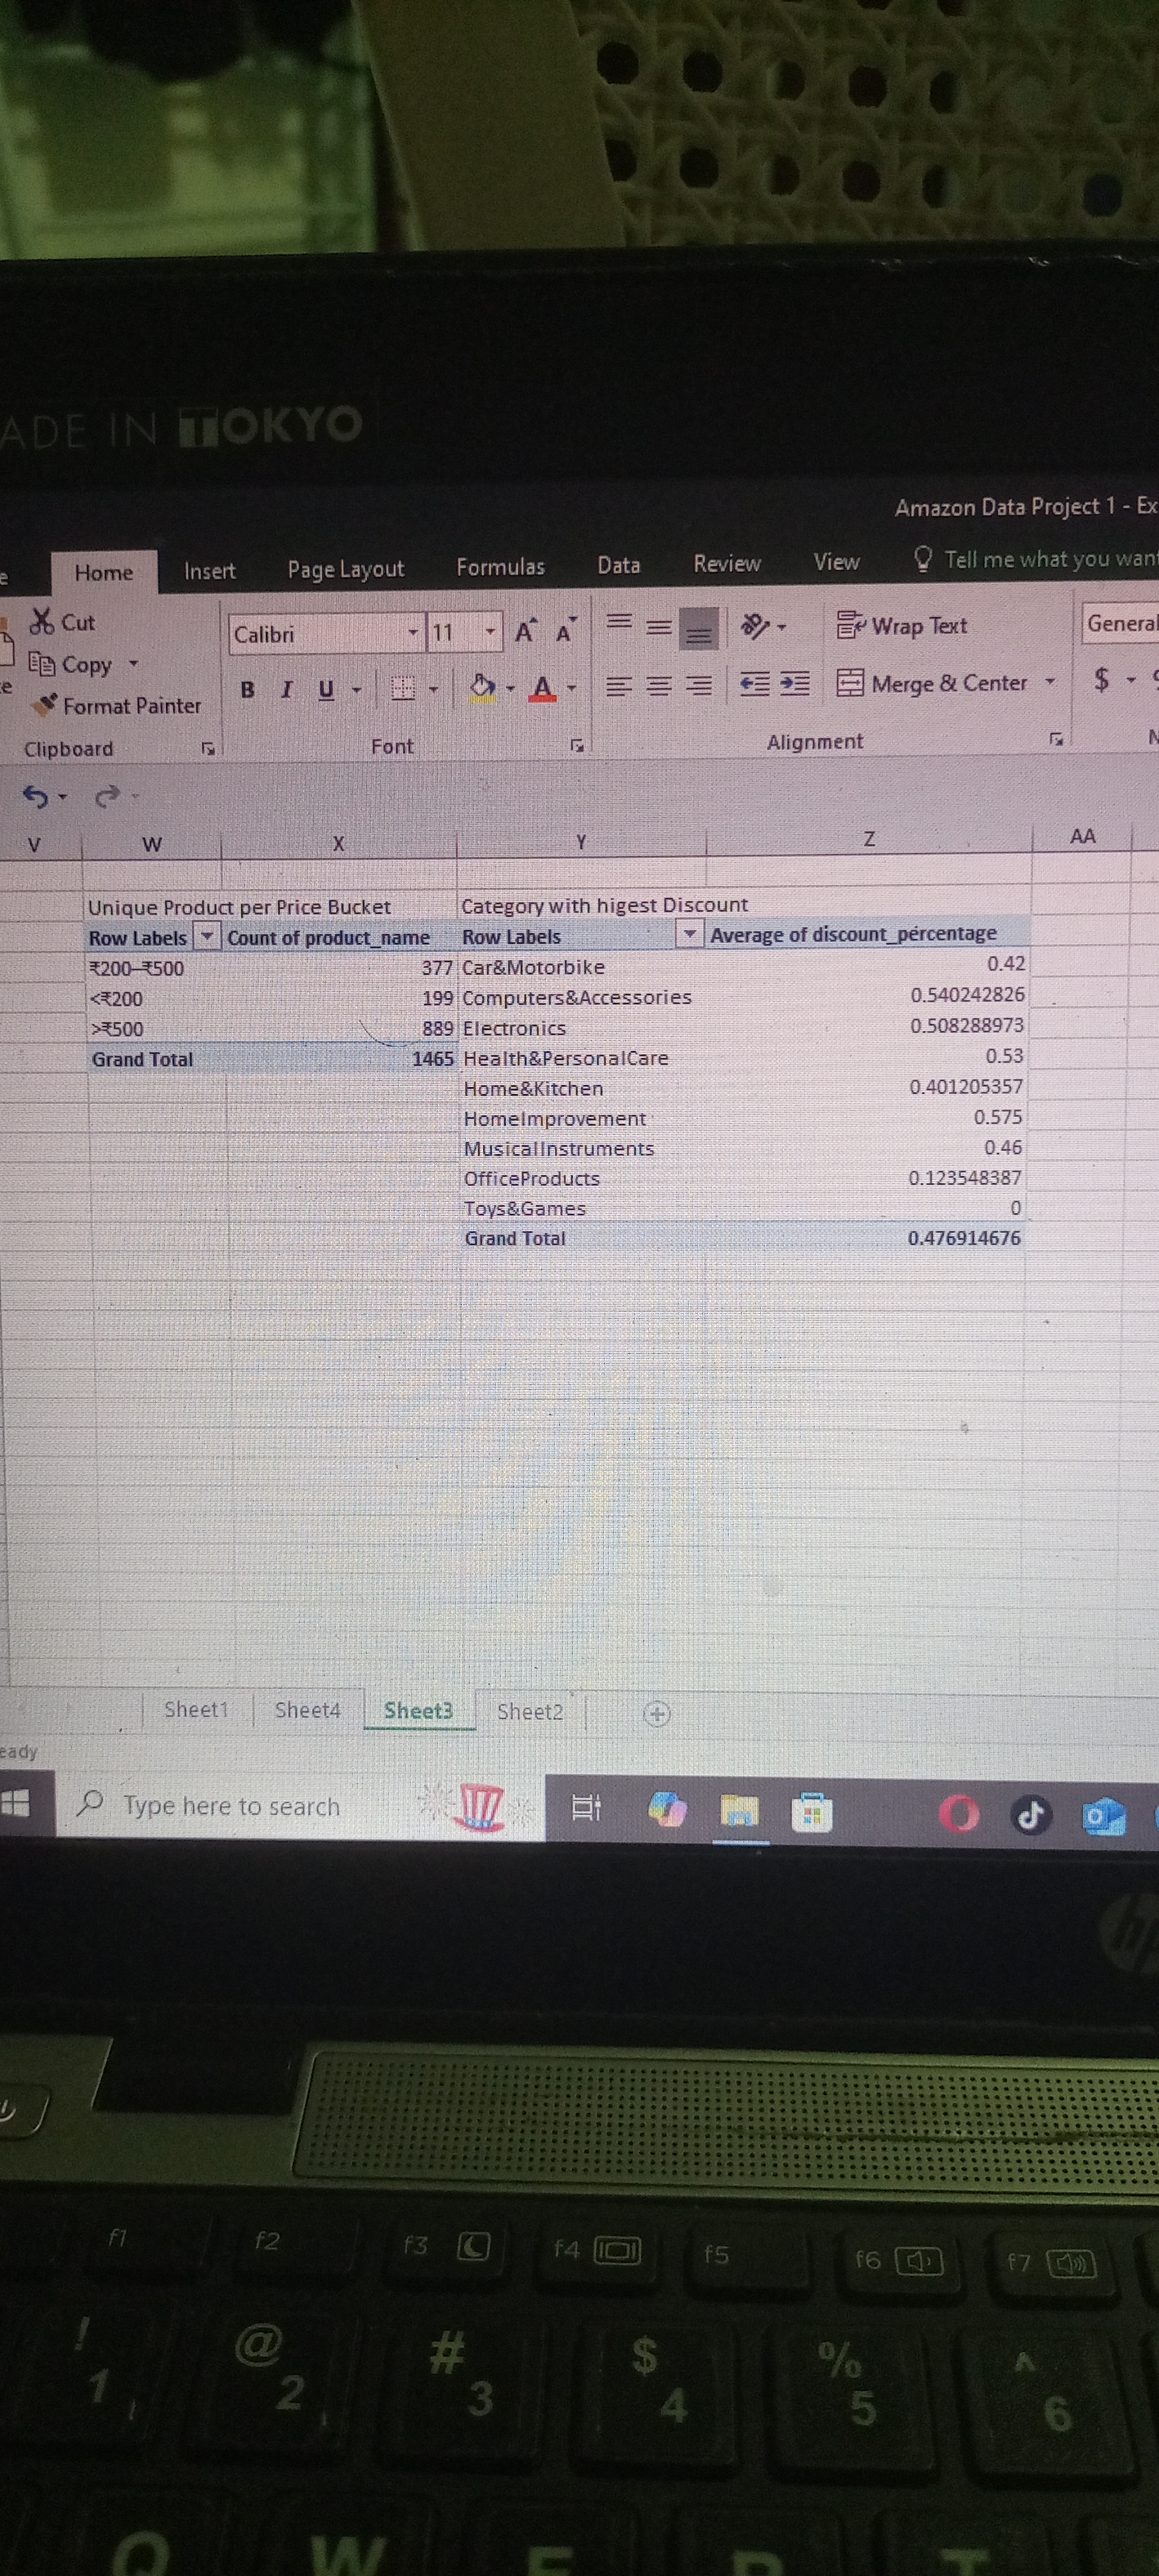 ADE IN TOKYO
Amazon Data Project 1 - Ex
e Home Insert Page Layout Formulas Data Review View Tell me what you want
Cut
Copy
Format Painter
Clipboard
Calibri 11 A A
B I U A
Font
Wrap Text
Merge & Center
Alignment
General
$
V W X Y Z AA
Unique Product per Price Bucket Category with higest Discount
Row Labels Count of product_name Row Labels Average of discount_percentage
₹200–₹500 377 Car&Motorbike 0.42
<₹200 199 Computers&Accessories 0.540242826
>₹500 889 Electronics 0.508288973
Grand Total 1465 Health&PersonalCare 0.53
Home&Kitchen 0.401205357
HomeImprovement 0.575
MusicalInstruments 0.46
OfficeProducts 0.123548387
Toys&Games 0
Grand Total 0.476914676
Sheet1 Sheet4 Sheet3 Sheet2
eady
Type here to search
hp
f1 f2 f3 f4 f5 f6 f7
! @ # $ % ^
1 2 3 4 5 6
Q W E R T